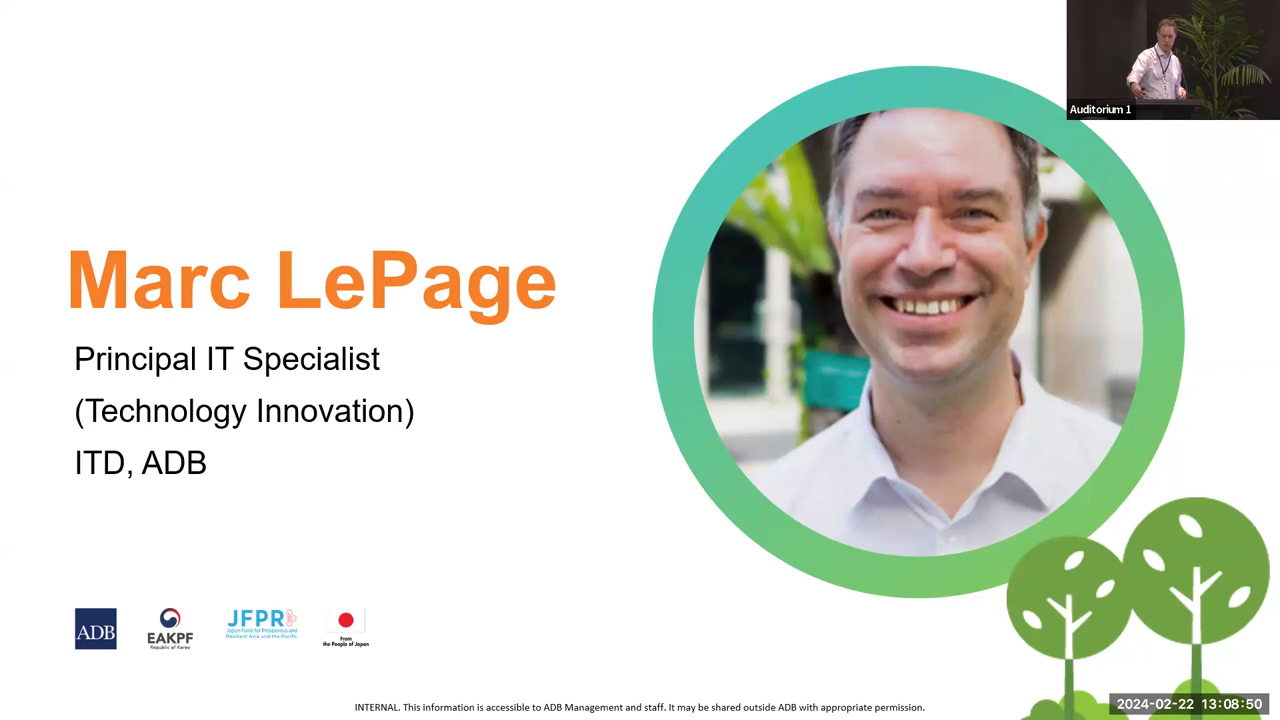 Auditorium 1
Marc LePage
Principal IT Specialist
(Technology Innovation)
ITD, ADB
ADB
EAKPF
Republic of Korea
JFPR
Japan Fund for Prosperous and
Resilient Asia and the Pacific
From
the People of Japan
INTERNAL. This information is accessible to ADB Management and staff. It may be shared outside ADB with appropriate permission.
2024-02-22 13:08:50